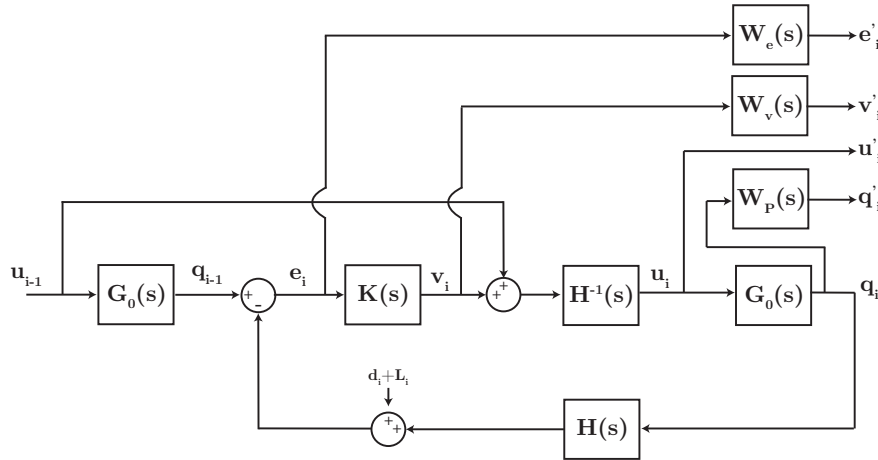 W_e(s)
e'_i
W_v(s)
v'_i
u'_i
W_P(s)
q'_i
u_{i-1}
G_0(s)
q_{i-1}
+
-
e_i
K(s)
v_i
+
+
H^{-1}(s)
u_i
G_0(s)
q_i
d_i+L_i
+
+
H(s)